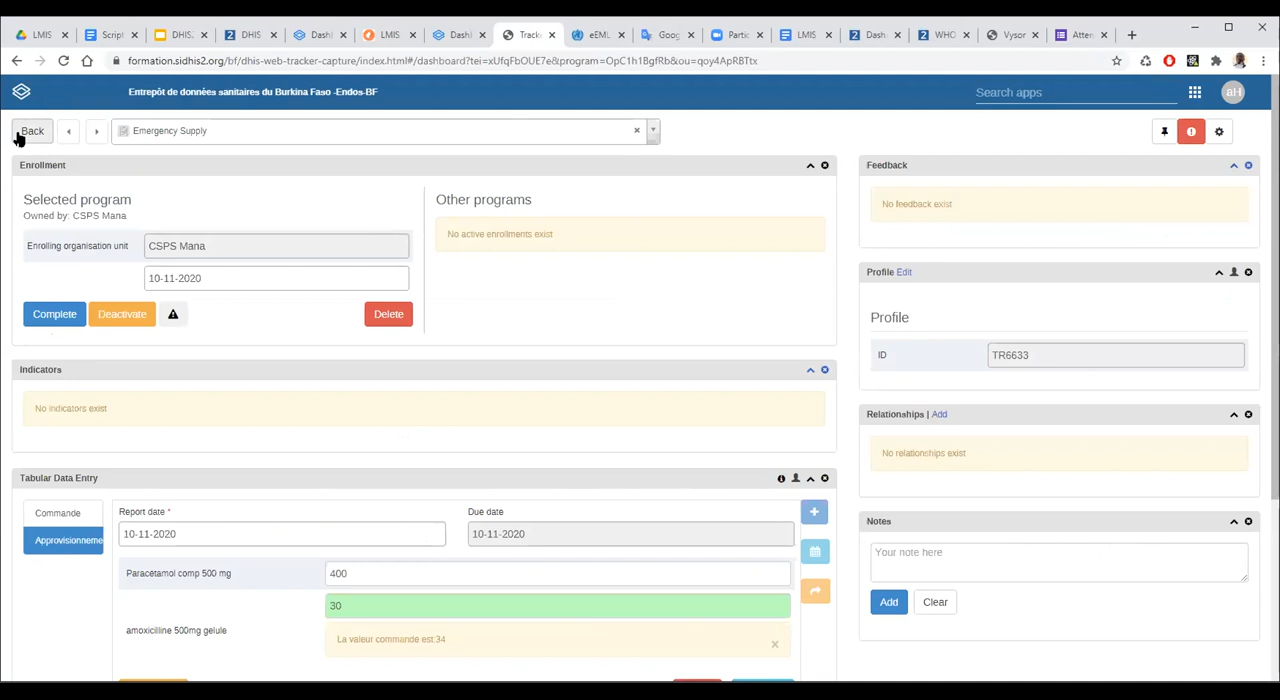 LMIS
Script
DHIS2
DHIS
Dashl
LMIS
Dashl
Tracke
eEML
Goog
Partic
LMIS
Dash
WHO
Vysor
Atten
formation.sidhis2.org/bf/dhis-web-tracker-capture/index.html#/dashboard?tei=xUfqFbOUE7e&program=OpC1h1BgfRb&ou=qoy4ApRBTtx
Entrepôt de données sanitaires du Burkina Faso -Endos-BF
Search apps
aH
Back
Emergency Supply
Enrollment
Selected program
Owned by: CSPS Mana
Enrolling organisation unit
CSPS Mana
10-11-2020
Complete
Deactivate
Delete
Other programs
No active enrollments exist
Indicators
No indicators exist
Tabular Data Entry
Commande
Approvisionneme
Report date *
Due date
10-11-2020
10-11-2020
Paracétamol comp 500 mg
400
30
amoxicilline 500mg gelule
La valeur commande est:34
Feedback
No feedback exist
Profile Edit
Profile
ID
TR6633
Relationships | Add
No relationships exist
Notes
Your note here
Add
Clear